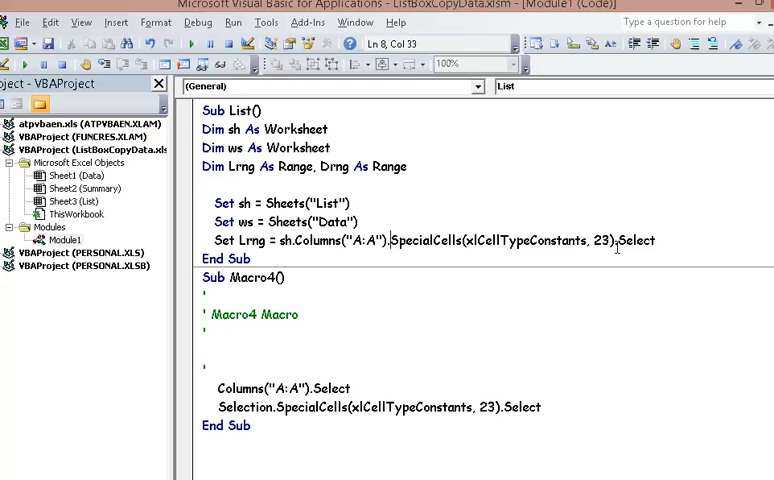 Microsoft Visual Basic for Applications - ListBoxCopyData.xlsm - [Module1 (Code)]
File Edit View Insert Format Debug Run Tools Add-Ins Window Help
Type a question for help
Ln 8, Col 33
100%
oject - VBAProject
(General) List
atpvbaen.xls (ATPVBAEN.XLAM)
VBAProject (FUNCRES.XLAM)
VBAProject (ListBoxCopyData.xls
Microsoft Excel Objects
Sheet1 (Data)
Sheet2 (Summary)
Sheet3 (List)
ThisWorkbook
Modules
Module1
VBAProject (PERSONAL.XLS)
VBAProject (PERSONAL.XLSB)
Sub List()
Dim sh As Worksheet
Dim ws As Worksheet
Dim Lrng As Range, Drng As Range
Set sh = Sheets("List")
Set ws = Sheets("Data")
Set Lrng = sh.Columns("A:A").SpecialCells(xlCellTypeConstants, 23).Select
End Sub
Sub Macro4()
'
' Macro4 Macro
'
'
Columns("A:A").Select
Selection.SpecialCells(xlCellTypeConstants, 23).Select
End Sub